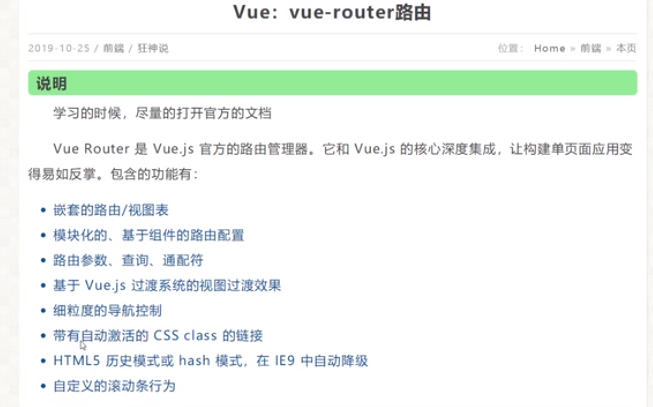 Vue：vue-router路由
2019-10-25 / 前端 / 狂神说
位置： Home » 前端 » 本页
说明
学习的时候，尽量的打开官方的文档
Vue Router 是 Vue.js 官方的路由管理器。它和 Vue.js 的核心深度集成，让构建单页面应用变
得易如反掌。包含的功能有：
• 嵌套的路由/视图表
• 模块化的、基于组件的路由配置
• 路由参数、查询、通配符
• 基于 Vue.js 过渡系统的视图过渡效果
• 细粒度的导航控制
• 带有自动激活的 CSS class 的链接
• HTML5 历史模式或 hash 模式，在 IE9 中自动降级
• 自定义的滚动条行为